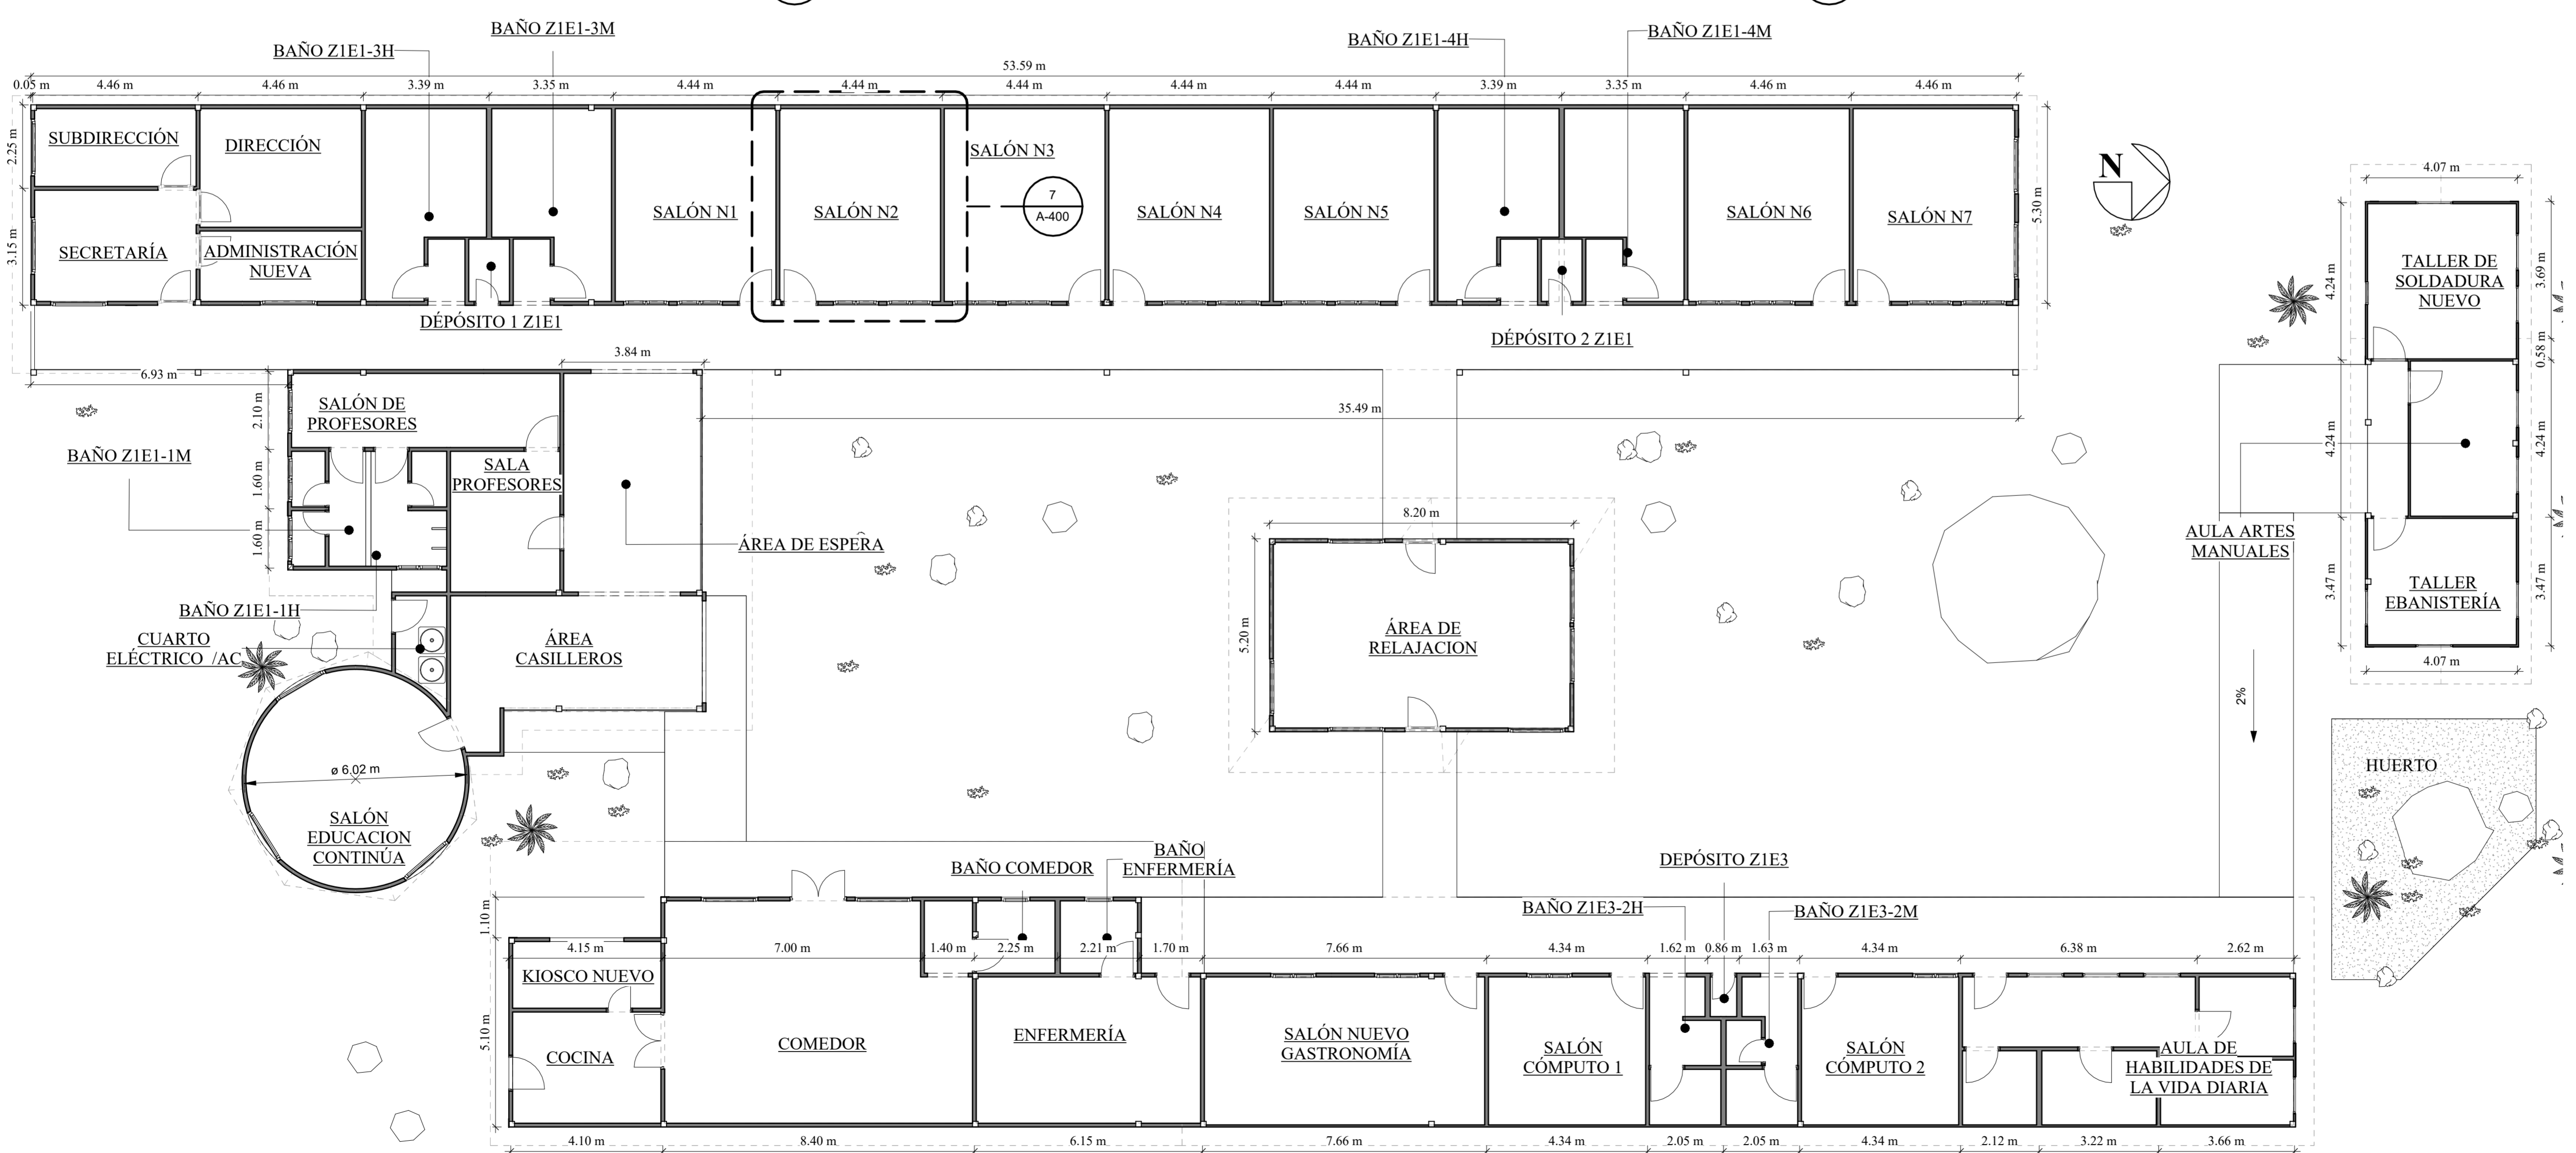 BAÑO Z1E1-3M
BAÑO Z1E1-3H
BAÑO Z1E1-4H
BAÑO Z1E1-4M
53.59 m
0.05 m
4.46 m
4.46 m
3.39 m
3.35 m
4.44 m
4.44 m
4.44 m
4.44 m
4.44 m
3.39 m
3.35 m
4.46 m
4.46 m
2.25 m
3.15 m
SUBDIRECCIÓN
DIRECCIÓN
SECRETARÍA
ADMINISTRACIÓN
NUEVA
SALÓN N1
SALÓN N2
SALÓN N3
7
A-400
SALÓN N4
SALÓN N5
SALÓN N6
SALÓN N7
5.30 m
N
DÉPÓSITO 1 Z1E1
DÉPÓSITO 2 Z1E1
4.07 m
4.24 m
3.69 m
TALLER DE
SOLDADURA
NUEVO
0.58 m
4.24 m
4.24 m
AULA ARTES
MANUALES
3.47 m
3.47 m
TALLER
EBANISTERÍA
4.07 m
6.93 m
3.84 m
35.49 m
2.10 m
1.60 m
1.60 m
SALÓN DE
PROFESORES
BAÑO Z1E1-1M
SALA
PROFESORES
ÁREA DE ESPERA
BAÑO Z1E1-1H
CUARTO
ELÉCTRICO /AC
ÁREA
CASILLEROS
8.20 m
5.20 m
ÁREA DE
RELAJACION
2%
HUERTO
ø 6.02 m
SALÓN
EDUCACION
CONTINÚA
BAÑO COMEDOR
BAÑO
ENFERMERÍA
DEPÓSITO Z1E3
BAÑO Z1E3-2H
BAÑO Z1E3-2M
1.10 m
5.10 m
4.15 m
7.00 m
1.40 m
2.25 m
2.21 m
1.70 m
7.66 m
4.34 m
1.62 m
0.86 m
1.63 m
4.34 m
6.38 m
2.62 m
KIOSCO NUEVO
COCINA
COMEDOR
ENFERMERÍA
SALÓN NUEVO
GASTRONOMÍA
SALÓN
CÓMPUTO 1
SALÓN
CÓMPUTO 2
AULA DE
HABILIDADES DE
LA VIDA DIARIA
4.10 m
8.40 m
6.15 m
7.66 m
4.34 m
2.05 m
2.05 m
4.34 m
2.12 m
3.22 m
3.66 m